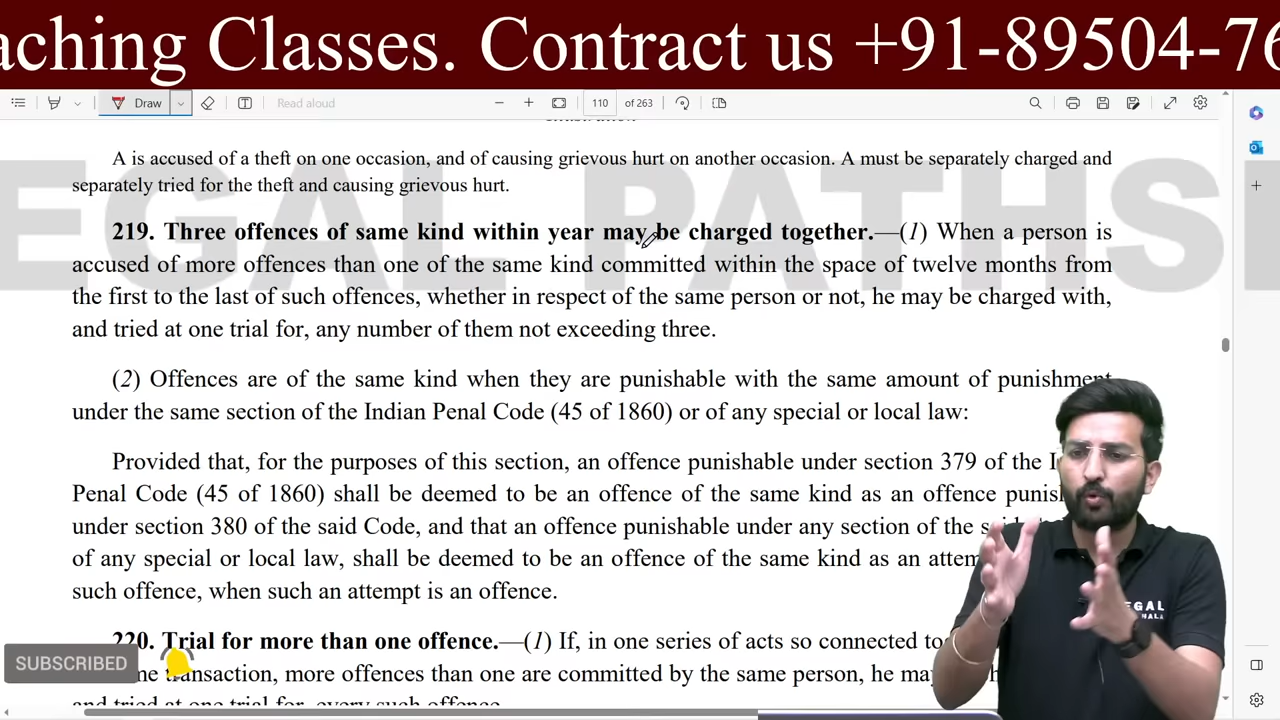 aching Classes. Contract us +91-89504-76
Draw
Read aloud
110 of 263
A is accused of a theft on one occasion, and of causing grievous hurt on another occasion. A must be separately charged and
separately tried for the theft and causing grievous hurt.
EGAL PATHS
219. Three offences of same kind within year may be charged together.—(1) When a person is
accused of more offences than one of the same kind committed within the space of twelve months from
the first to the last of such offences, whether in respect of the same person or not, he may be charged with,
and tried at one trial for, any number of them not exceeding three.
(2) Offences are of the same kind when they are punishable with the same amount of punishment
under the same section of the Indian Penal Code (45 of 1860) or of any special or local law:
Provided that, for the purposes of this section, an offence punishable under section 379 of the
Penal Code (45 of 1860) shall be deemed to be an offence of the same kind as an offence
under section 380 of the said Code, and that an offence punishable under any section of the
of any special or local law, shall be deemed to be an offence of the same kind as an
such offence, when such an attempt is an offence.
EGAL
220. Trial for more than one offence.—(1) If, in one series of acts so connected
SUBSCRIBED
transaction, more offences than one are committed by the same person, he
and tried at one trial for, every such offence.